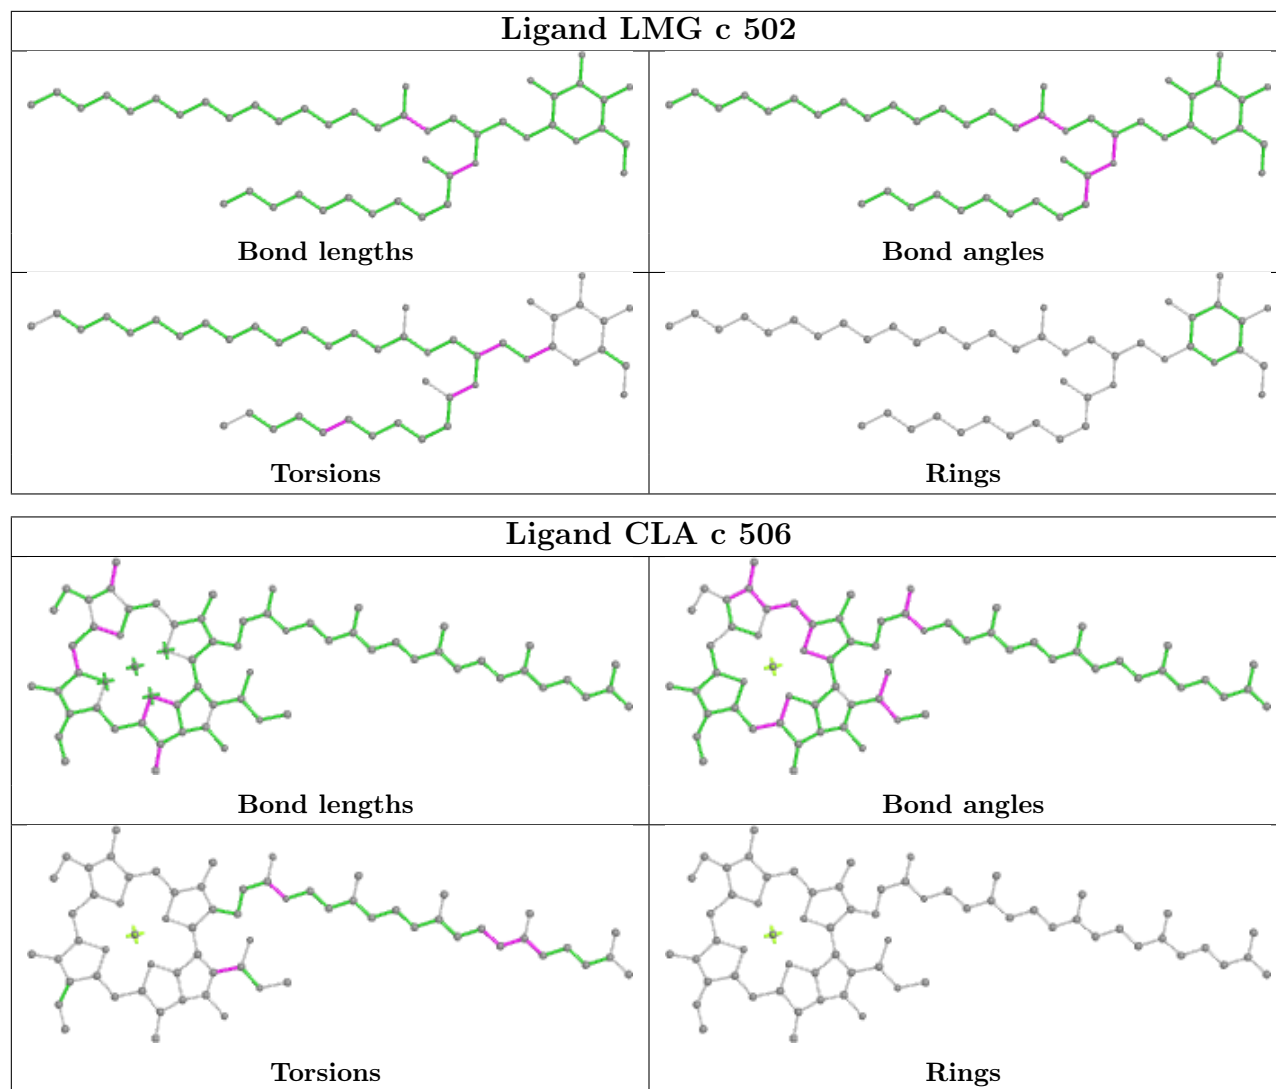 Ligand LMG c 502
Bond lengths
Bond angles
Torsions
Rings
Ligand CLA c 506
Bond lengths
Bond angles
Torsions
Rings